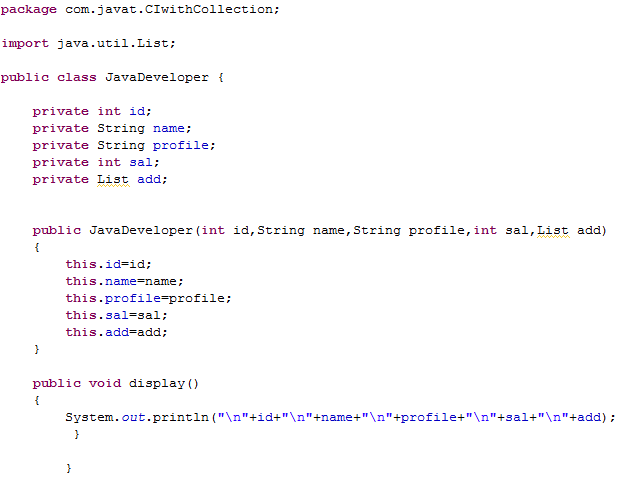 package com.javat.CIwithCollection;
import java.util.List;
public class JavaDeveloper {
private int id;
private String name;
private String profile;
private int sal;
private List add;
public JavaDeveloper(int id,String name,String profile,int sal,List add)
{
this.id=id;
this.name=name;
this.profile=profile;
this.sal=sal;
this.add=add;
}
public void display()
{
System.out.println("\n"+id+"\n"+name+"\n"+profile+"\n"+sal+"\n"+add);
}
}